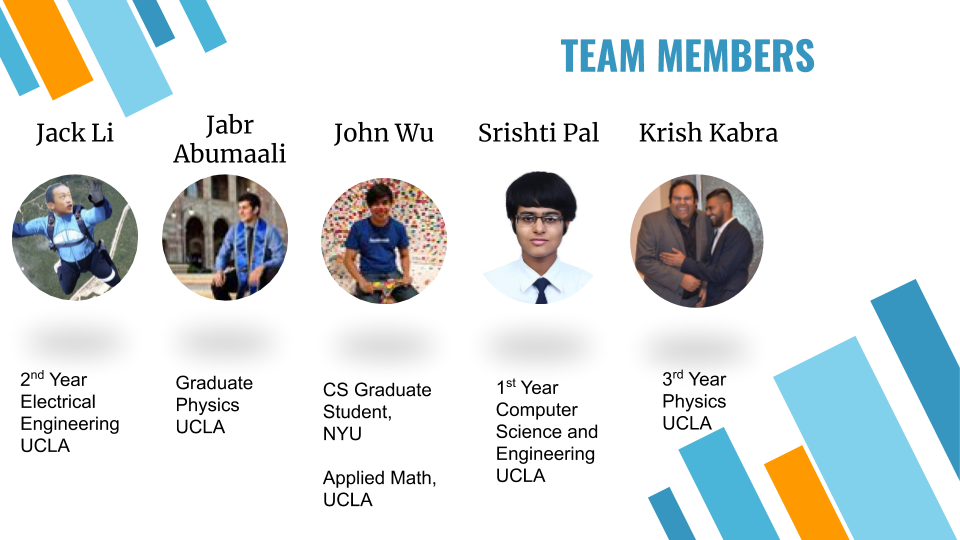 TEAM MEMBERS
Jack Li
Jabr
Abumaali
John Wu
Srishti Pal
Krish Kabra
2nd Year
Electrical
Engineering
UCLA
Graduate
Physics
UCLA
CS Graduate
Student,
NYU
Applied Math,
UCLA
1st Year
Computer
Science and
Engineering
UCLA
3rd Year
Physics
UCLA